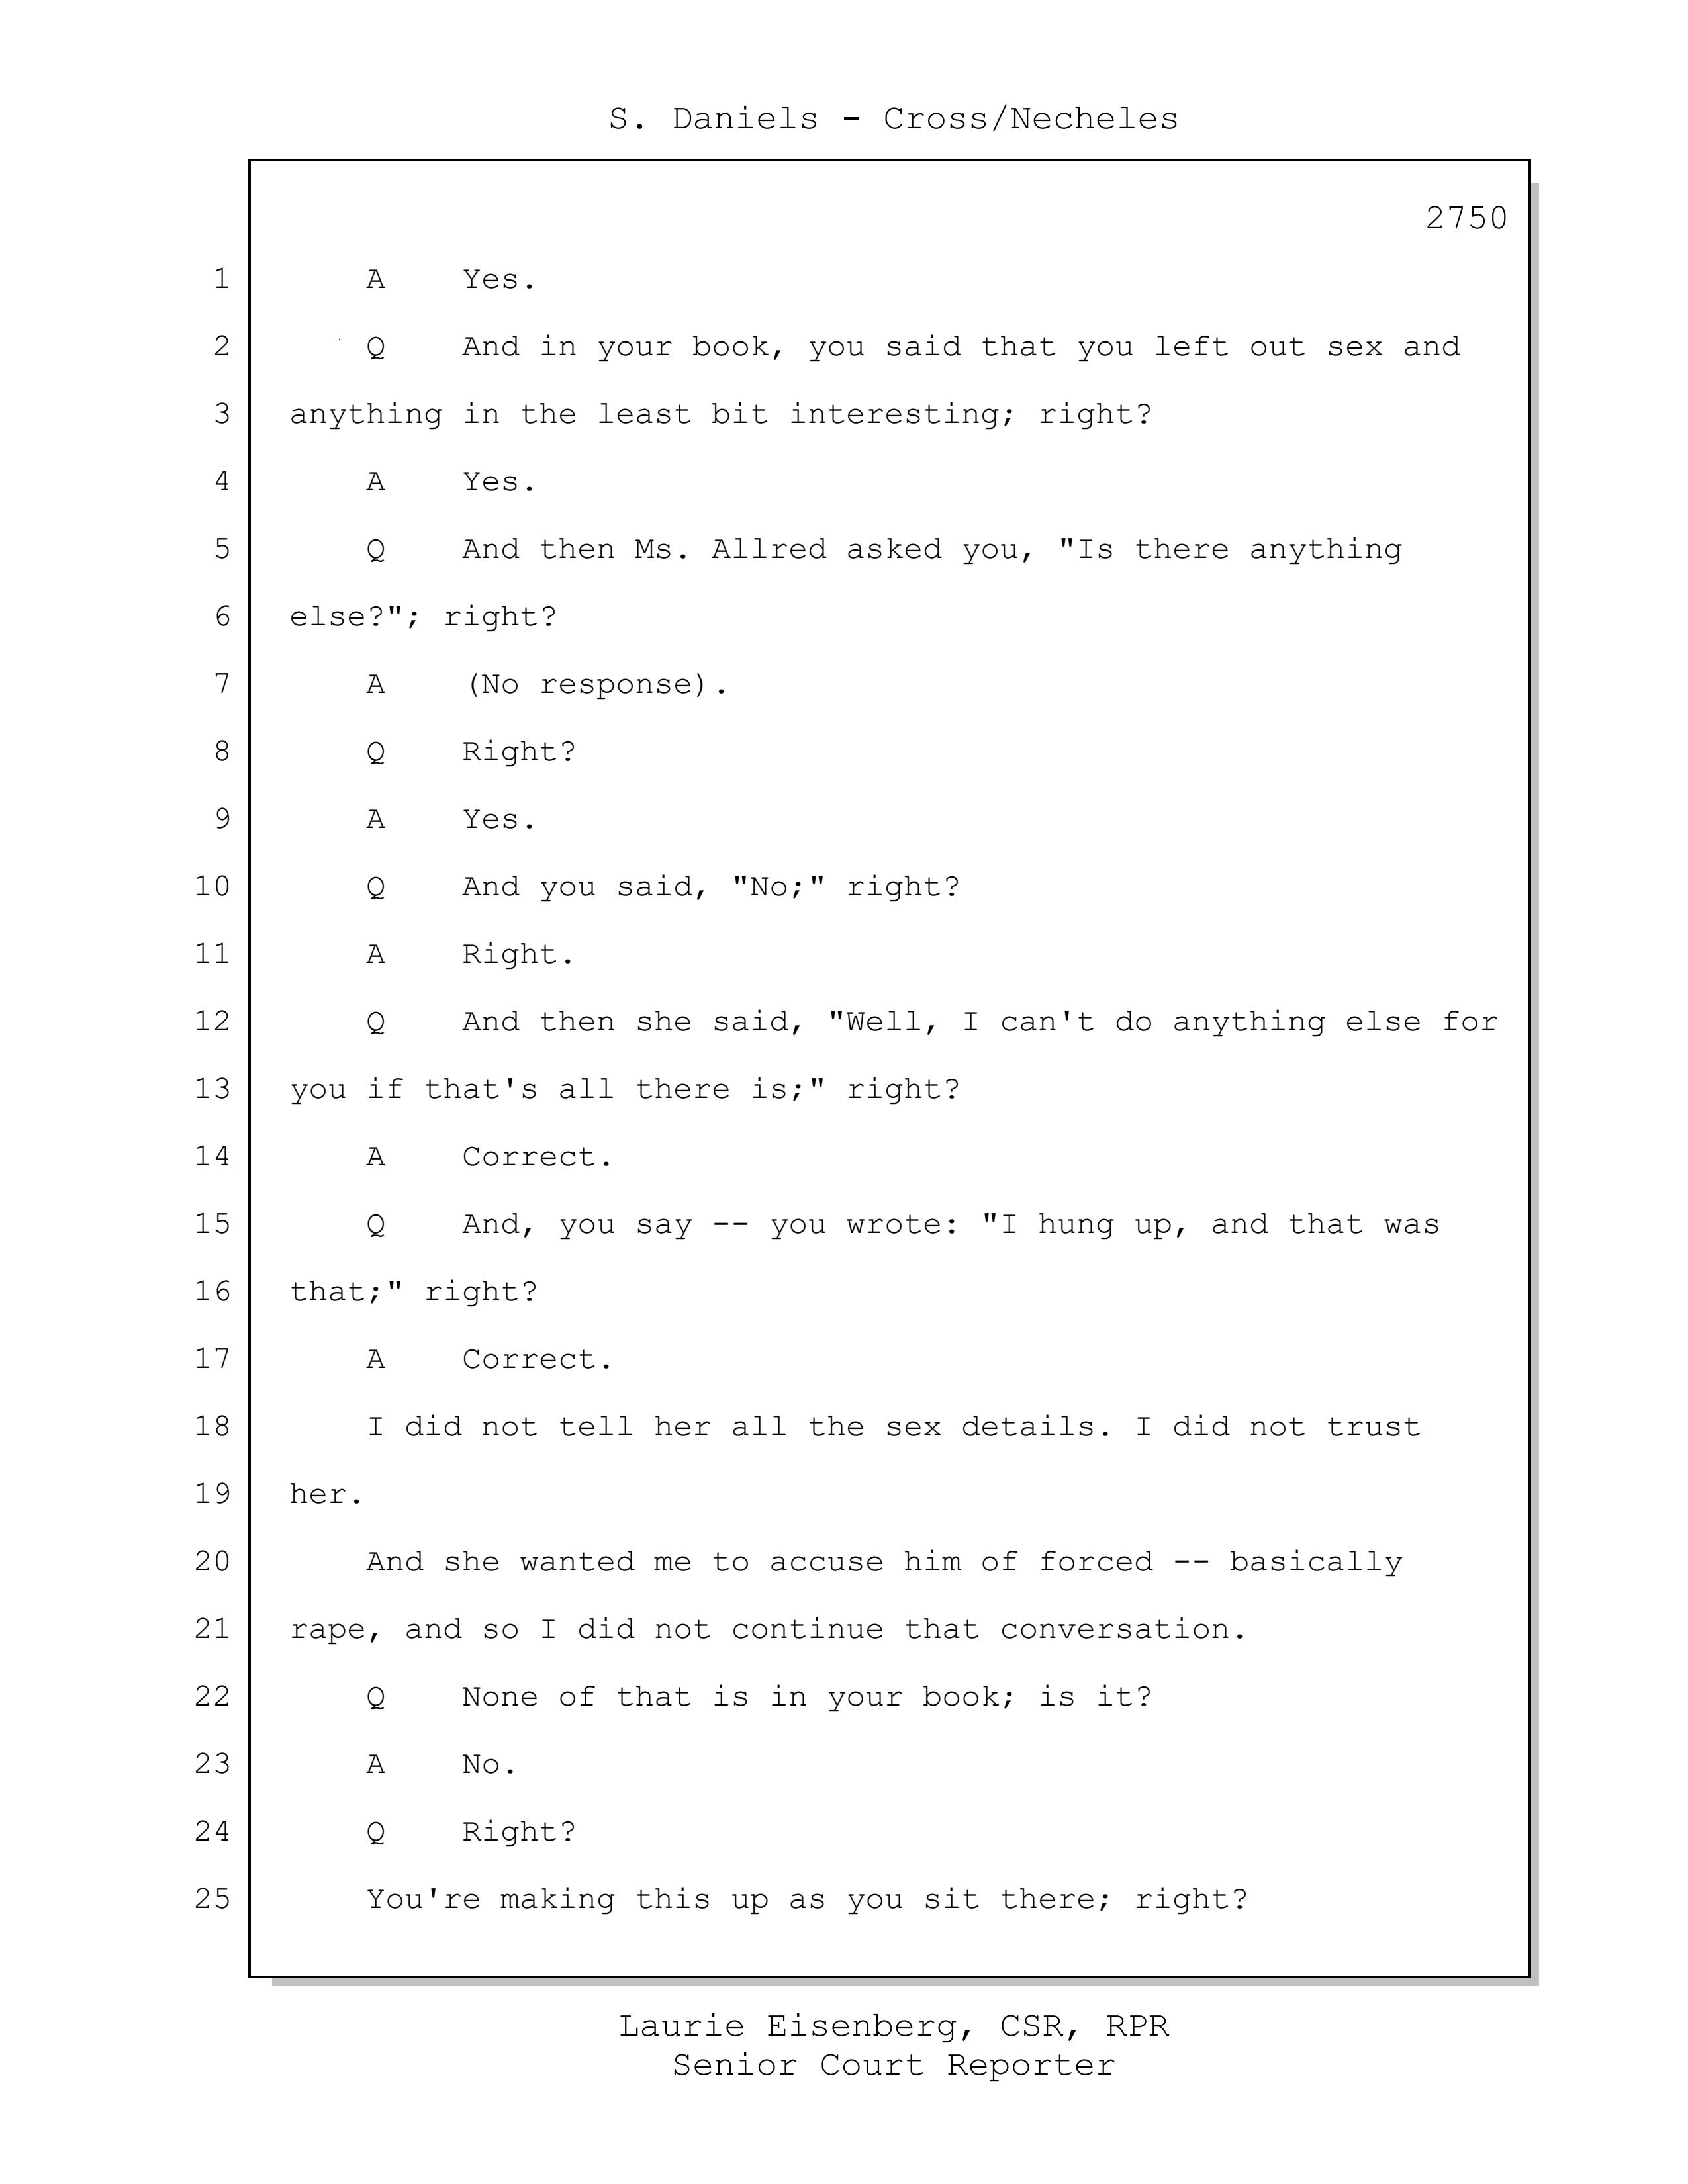 S. Daniels - Cross/Necheles
2750
1 A Yes.
2 Q And in your book, you said that you left out sex and
3 anything in the least bit interesting; right?
4 A Yes.
5 Q And then Ms. Allred asked you, "Is there anything
6 else?"; right?
7 A (No response).
8 Q Right?
9 A Yes.
10 Q And you said, "No;" right?
11 A Right.
12 Q And then she said, "Well, I can't do anything else for
13 you if that's all there is;" right?
14 A Correct.
15 Q And, you say -- you wrote: "I hung up, and that was
16 that;" right?
17 A Correct.
18 I did not tell her all the sex details. I did not trust
19 her.
20 And she wanted me to accuse him of forced -- basically
21 rape, and so I did not continue that conversation.
22 Q None of that is in your book; is it?
23 A No.
24 Q Right?
25 You're making this up as you sit there; right?
Laurie Eisenberg, CSR, RPR
Senior Court Reporter